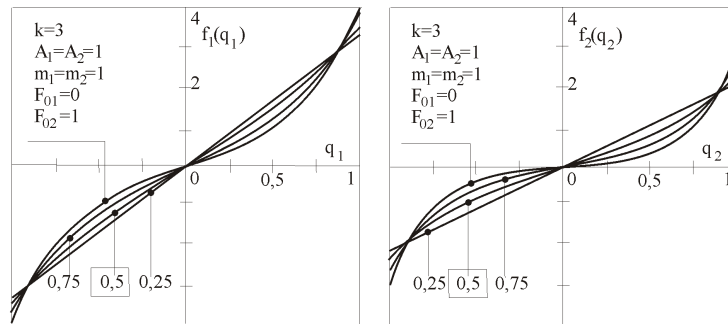 k=3
A₁=A₂=1
m₁=m₂=1
F₀₁=0
F₀₂=1
4
f₁(q₁)
2
q₁
0
0,5
1
0,75
0,5
0,25
k=3
A₁=A₂=1
m₁=m₂=1
F₀₁=0
F₀₂=1
4
f₂(q₂)
2
q₂
0
0,5
1
0,25
0,5
0,75